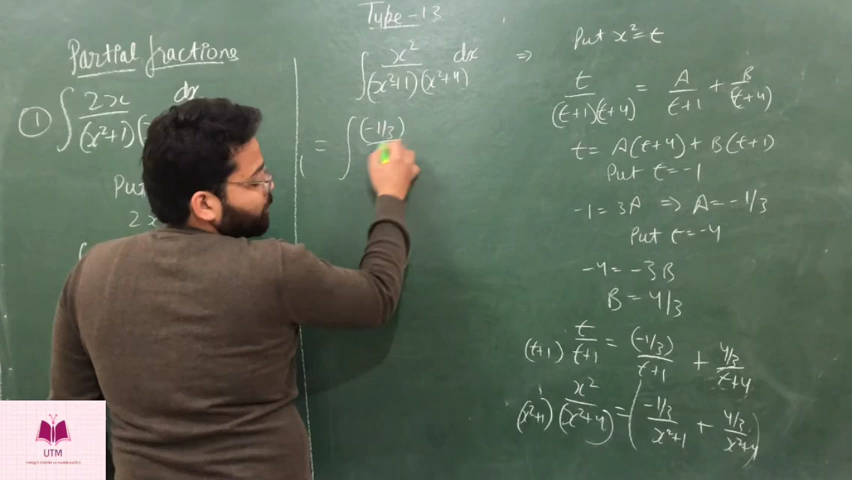 Type-13
Partial fractions
① ∫ 2x dx / (x²+1)(
Pu
2x
∫ x² dx / (x²+1)(x²+4) ⇒
= ∫ (-1/3)
Put x² = t
t / (t+1)(t+4) = A / t+1 + B / (t+4)
t = A(t+4) + B(t+1)
Put t = -1
-1 = 3A ⇒ A = -1/3
Put t = -4
-4 = -3B
B = 4/3
(t+1) t / t+1 = (-1/3) / t+1 + 4/3 / t+4
(x²+1) x² / (x²+4) = ( -1/3 / x²+1 + 4/3 / x²+4 )
UTM